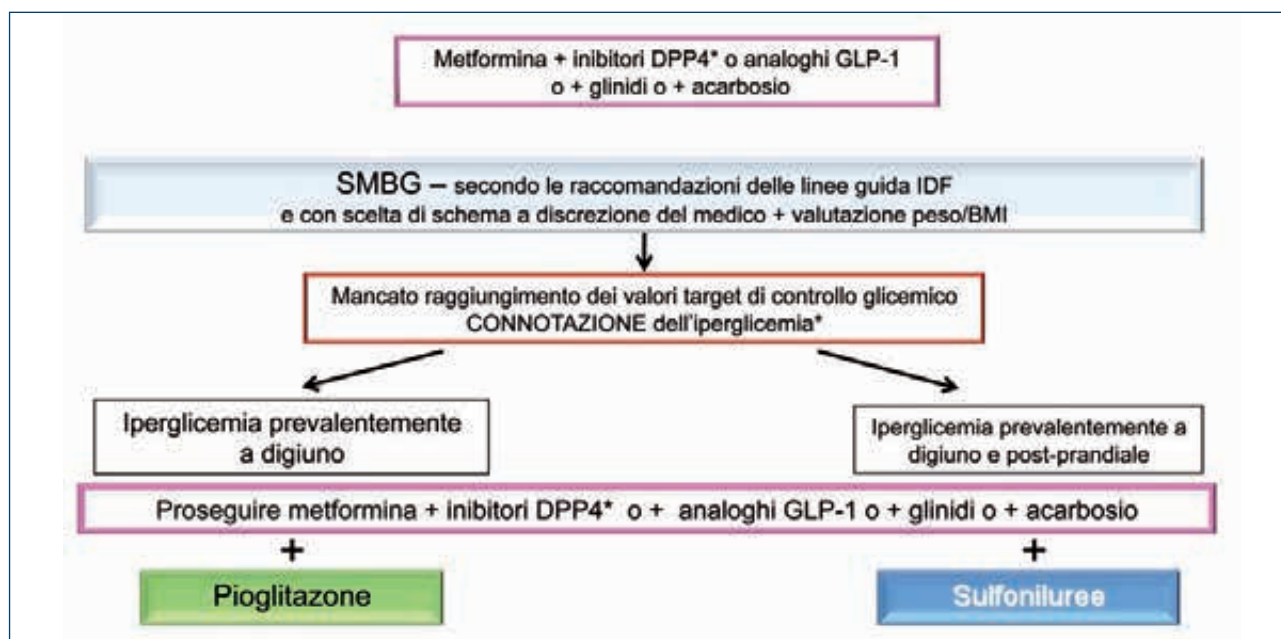 Metformina + inibitori DPP4* o analoghi GLP-1
o + glinidi o + acarbosio
SMBG – secondo le raccomandazioni delle linee guida IDF
e con scelta di schema a discrezione del medico + valutazione peso/BMI
Mancato raggiungimento dei valori target di controllo glicemico
CONNOTAZIONE dell'iperglicemia*
Iperglicemia prevalentemente
a digiuno
Iperglicemia prevalentemente a
digiuno e post-prandiale
Proseguire metformina + inibitori DPP4* o + analoghi GLP-1 o + glinidi o + acarbosio
+
+
Pioglitazone
Sulfoniluree